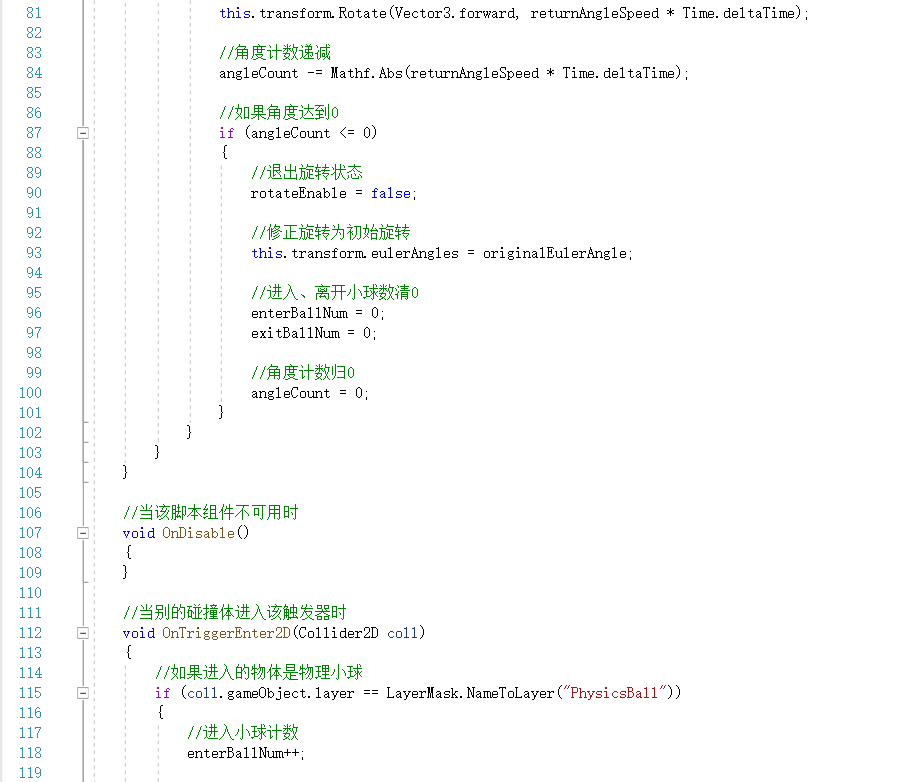 81 this.transform.Rotate(Vector3.forward, returnAngleSpeed * Time.deltaTime);
82
83 //角度计数递减
84 angleCount -= Mathf.Abs(returnAngleSpeed * Time.deltaTime);
85
86 //如果角度达到0
87 if (angleCount <= 0)
88 {
89 //退出旋转状态
90 rotateEnable = false;
91
92 //修正旋转为初始旋转
93 this.transform.eulerAngles = originalEulerAngle;
94
95 //进入、离开小球数清0
96 enterBallNum = 0;
97 exitBallNum = 0;
98
99 //角度计数归0
100 angleCount = 0;
101 }
102 }
103 }
104 }
105
106 //当该脚本组件不可用时
107 void OnDisable()
108 {
109 }
110
111 //当别的碰撞体进入该触发器时
112 void OnTriggerEnter2D(Collider2D coll)
113 {
114 //如果进入的物体是物理小球
115 if (coll.gameObject.layer == LayerMask.NameToLayer("PhysicsBall"))
116 {
117 //进入小球计数
118 enterBallNum++;
119